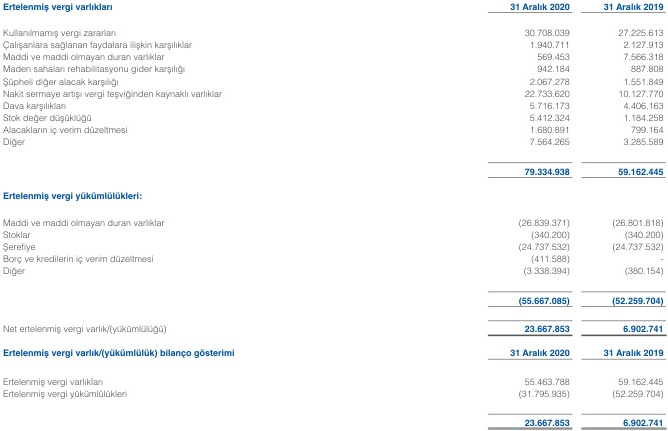 Ertelenmiş vergi varlıkları 31 Aralık 2020 31 Aralık 2019
Kullanılmamış vergi zararları 30.708.039 27.225.613
Çalışanlara sağlanan faydalara ilişkin karşılıklar 1.940.711 2.127.913
Maddi ve maddi olmayan duran varlıklar 569.453 7.566.318
Maden sahaları rehabilitasyonu gider karşılığı 942.184 887.808
Şüpheli diğer alacak karşılığı 2.067.278 1.551.849
Nakit sermaye artışı vergi teşviğinden kaynaklı varlıklar 22.733.620 10.127.770
Dava karşılıkları 5.716.173 4.406.163
Stok değer düşüklüğü 5.412.324 1.184.258
Alacakların iç verim düzeltmesi 1.680.891 799.164
Diğer 7.564.265 3.285.589
79.334.938 59.162.445
Ertelenmiş vergi yükümlülükleri:
Maddi ve maddi olmayan duran varlıklar (26.839.371) (26.801.818)
Stoklar (340.200) (340.200)
Şerefiye (24.737.532) (24.737.532)
Borç ve kredilerin iç verim düzeltmesi (411.588) -
Diğer (3.338.394) (380.154)
(55.667.085) (52.259.704)
Net ertelenmiş vergi varlık/(yükümlülüğü) 23.667.853 6.902.741
Ertelenmiş vergi varlık/(yükümlülük) bilanço gösterimi 31 Aralık 2020 31 Aralık 2019
Ertelenmiş vergi varlıkları 55.463.788 59.162.445
Ertelenmiş vergi yükümlülükleri (31.795.935) (52.259.704)
23.667.853 6.902.741